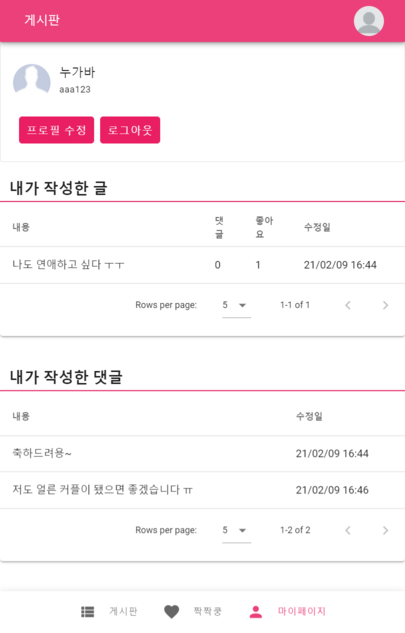 게시판
누가바
aaa123
프로필 수정 로그아웃
내가 작성한 글
내용 댓글 좋아요 수정일
나도 연애하고 싶다 ㅜㅜ 0 1 21/02/09 16:44
Rows per page: 5 1-1 of 1
내가 작성한 댓글
내용 수정일
축하드려용~ 21/02/09 16:44
저도 얼른 커플이 됐으면 좋겠습니다 ㅠ 21/02/09 16:46
Rows per page: 5 1-2 of 2
게시판 짝짝쿵 마이페이지